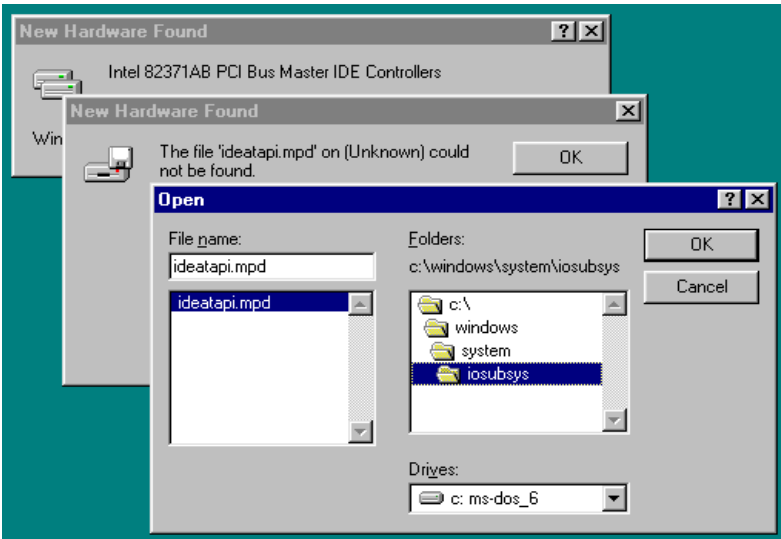 New Hardware Found
Intel 82371AB PCI Bus Master IDE Controllers
Win
New Hardware Found
The file 'ideatapi.mpd' on (Unknown) could
not be found.
OK
Open
File name:
ideatapi.mpd
ideatapi.mpd
Folders:
c:\windows\system\iosubsys
c:\
windows
system
iosubsys
Drives:
c: ms-dos_6
OK
Cancel